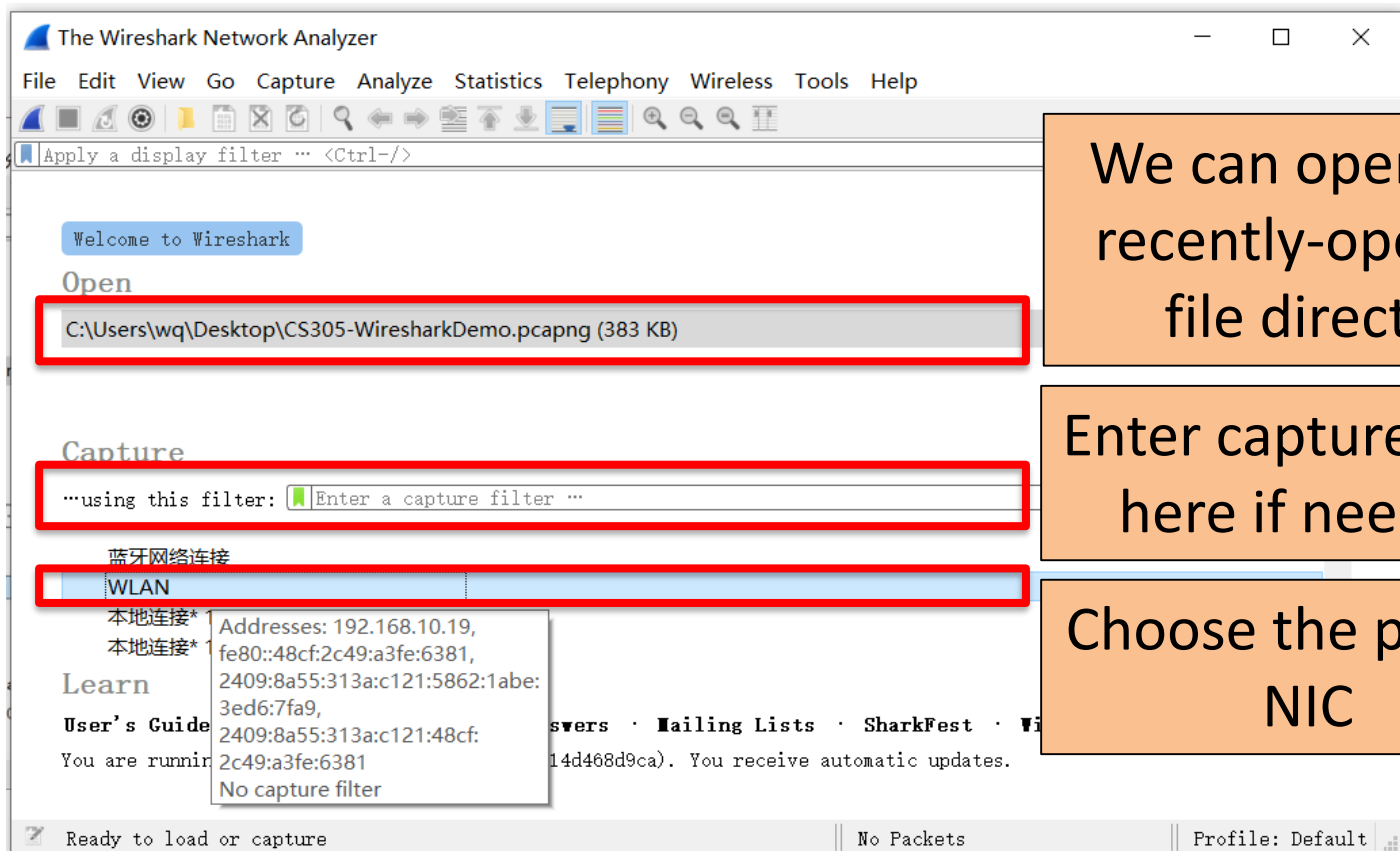 The Wireshark Network Analyzer
File Edit View Go Capture Analyze Statistics Telephony Wireless Tools Help
Apply a display filter … <Ctrl-/>
Welcome to Wireshark
Open
C:\Users\wq\Desktop\CS305-WiresharkDemo.pcapng (383 KB)
Capture
…using this filter: Enter a capture filter …
蓝牙网络连接
WLAN
本地连接*
本地连接*
Addresses: 192.168.10.19,
fe80::48cf:2c49:a3fe:6381,
2409:8a55:313a:c121:5862:1abe:
3ed6:7fa9,
2409:8a55:313a:c121:48cf:
2c49:a3fe:6381
No capture filter
Learn
User's Guide swers · Mailing Lists · SharkFest ·
You are runnin 14d468d9ca). You receive automatic updates.
Ready to load or capture No Packets Profile: Default
We can open
recently-ope
file direct
Enter capture
here if nee
Choose the p
NIC